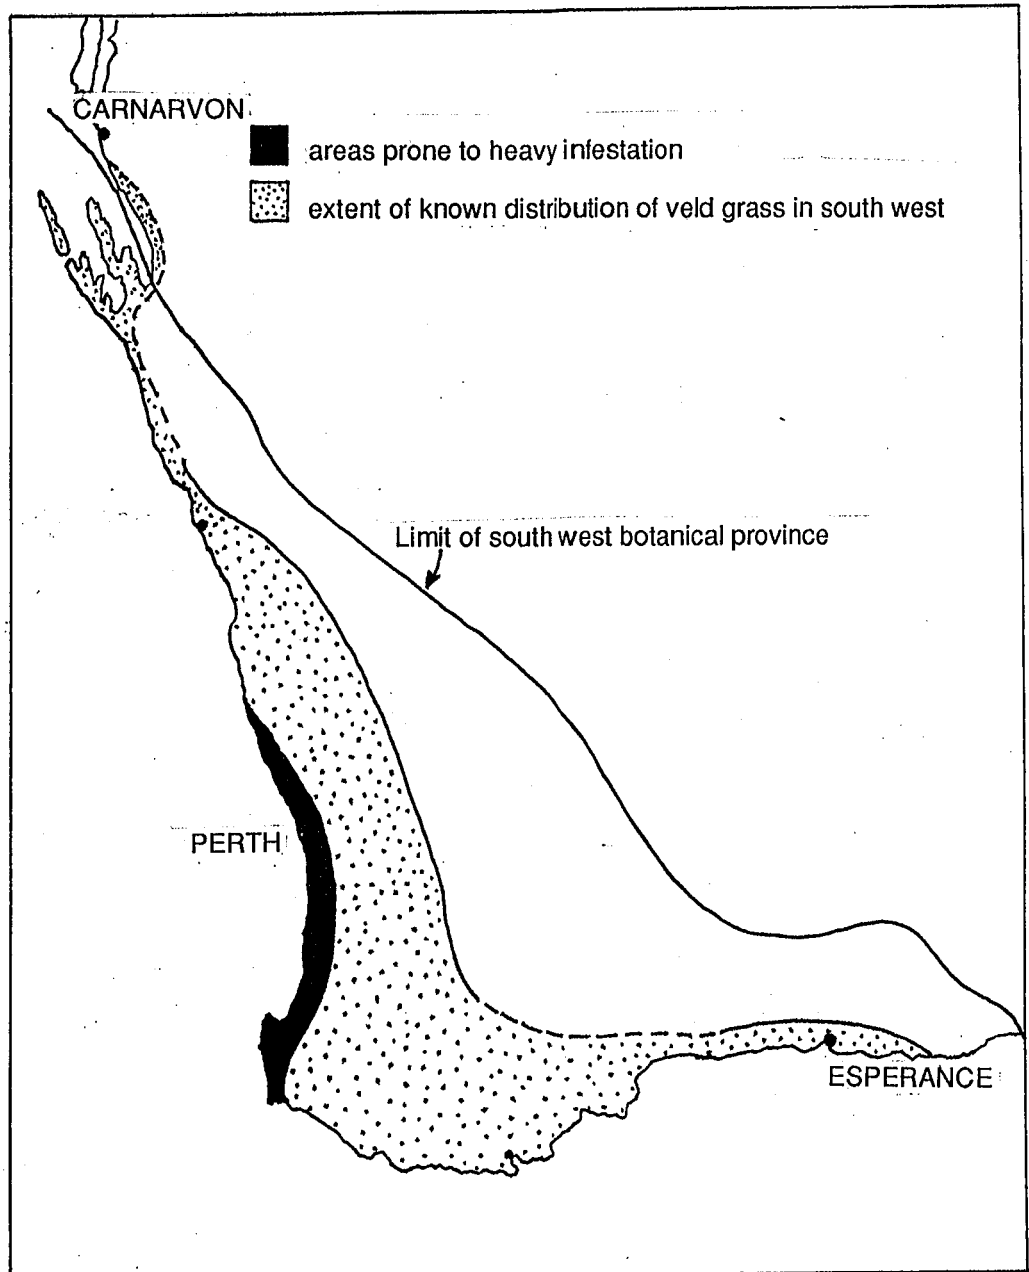 CARNARVON
areas prone to heavy infestation
extent of known distribution of veld grass in south west
Limit of south west botanical province
PERTH
ESPERANCE